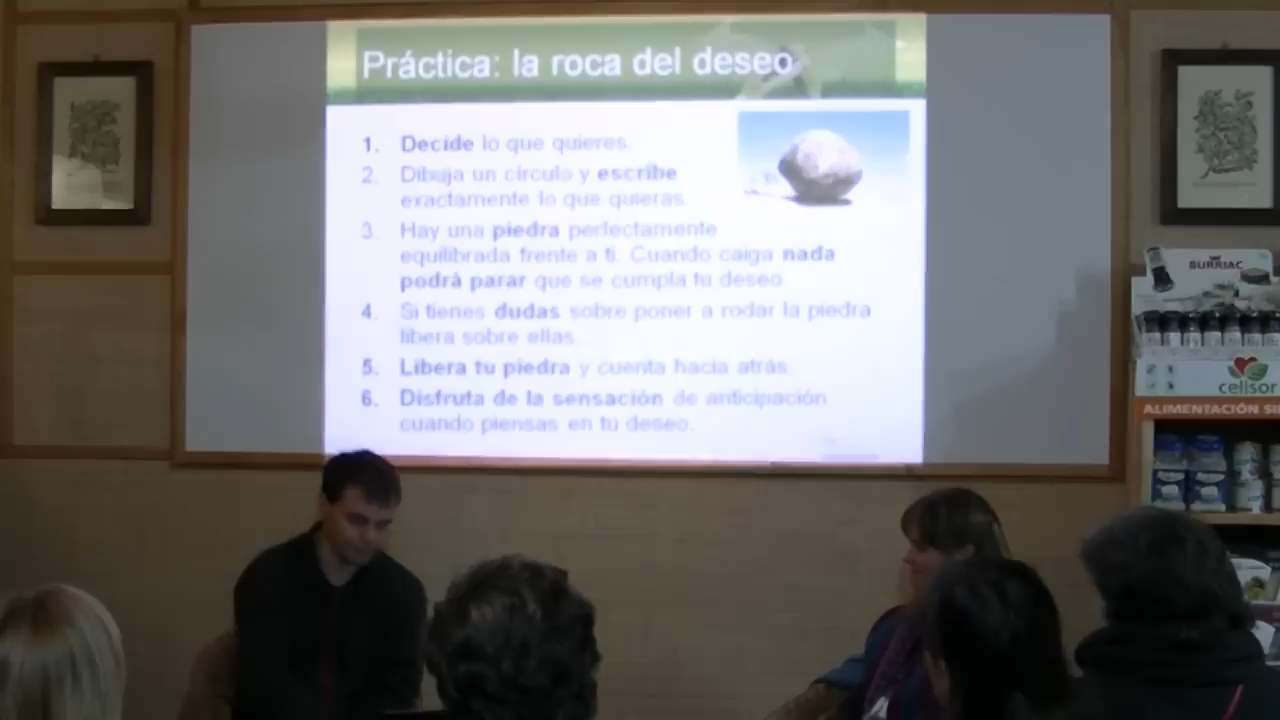 Práctica: la roca del deseo
1. Decide lo que quieres.
2. Dibuja un círculo y escribe
exactamente lo que quieras.
3. Hay una piedra perfectamente
equilibrada frente a ti. Cuando caiga nada
podrá parar que se cumpla tu deseo
4. Si tienes dudas sobre poner a rodar la piedra
libera sobre ellas.
5. Libera tu piedra y cuenta hacia atrás.
6. Disfruta de la sensación de anticipación
cuando piensas en tu deseo.
BURRIAC
celisor
ALIMENTACIÓN